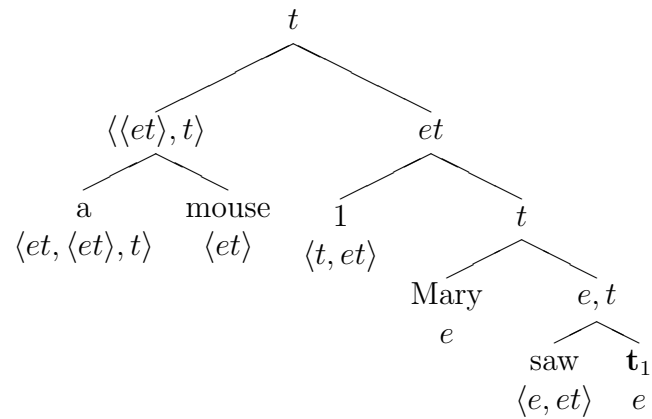 t
⟨⟨et⟩, t⟩ et
a mouse 1 t
⟨et, ⟨et⟩, t⟩ ⟨et⟩ ⟨t, et⟩
Mary e, t
e
saw t₁
⟨e, et⟩ e